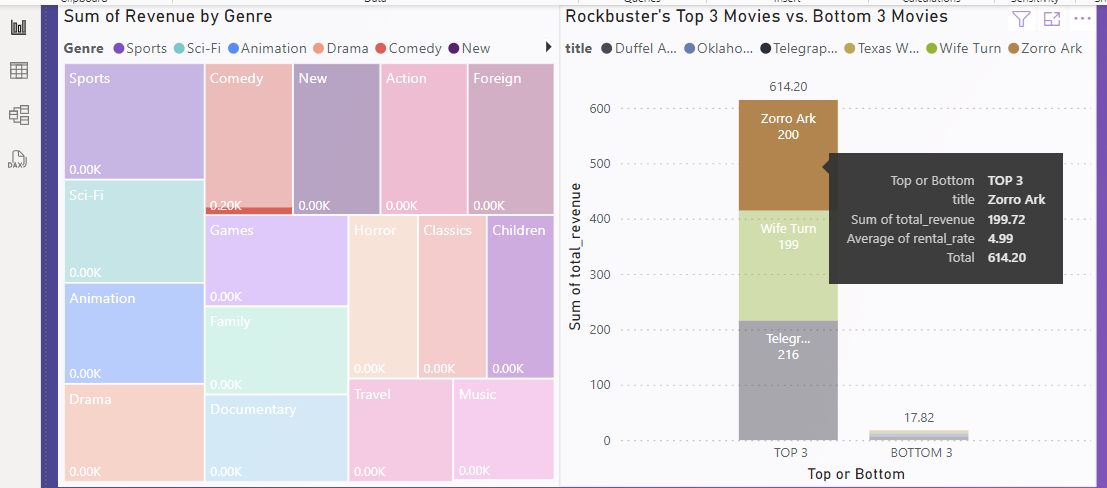 Sum of Revenue by Genre
Genre Sports Sci-Fi Animation Drama Comedy New
Sports
0.00K
Sci-Fi
0.00K
Animation
0.00K
Drama
0.00K
Comedy
0.20K
New
0.00K
Action
0.00K
Foreign
0.00K
Games
0.00K
Family
0.00K
Documentary
0.00K
Horror
0.00K
Classics
0.00K
Children
0.00K
Travel
0.00K
Music
0.00K
Rockbuster's Top 3 Movies vs. Bottom 3 Movies
title Duffel A... Oklaho... Telegrap... Texas W... Wife Turn Zorro Ark
Sum of total_revenue
600
500
400
300
200
100
0
614.20
Zorro Ark
200
Wife Turn
199
Telegr...
216
17.82
TOP 3
BOTTOM 3
Top or Bottom
Top or Bottom TOP 3
title Zorro Ark
Sum of total_revenue 199.72
Average of rental_rate 4.99
Total 614.20
DAX